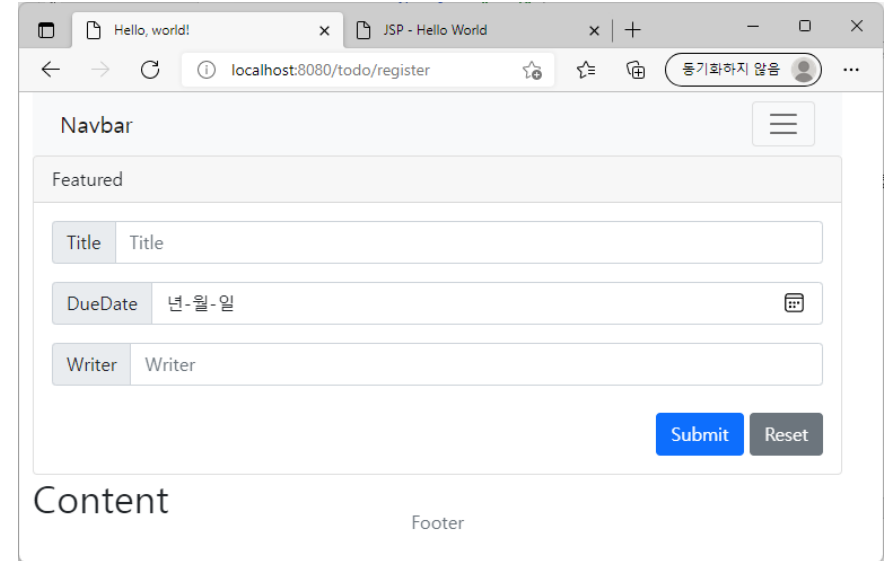 Hello, world!
JSP - Hello World
localhost:8080/todo/register
동기화하지 않음
Navbar
Featured
Title Title
DueDate 년-월-일
Writer Writer
Submit Reset
Content
Footer